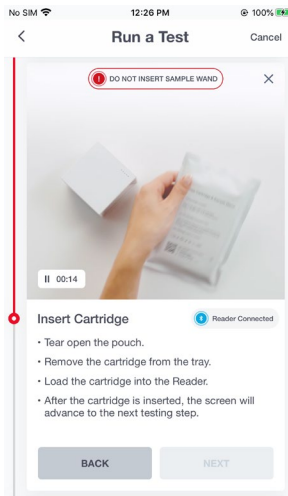 No SIM 12:26 PM 100%
Run a Test Cancel
! DO NOT INSERT SAMPLE WAND
00:14
Insert Cartridge Reader Connected
• Tear open the pouch.
• Remove the cartridge from the tray.
• Load the cartridge into the Reader.
• After the cartridge is inserted, the screen will
advance to the next testing step.
BACK NEXT